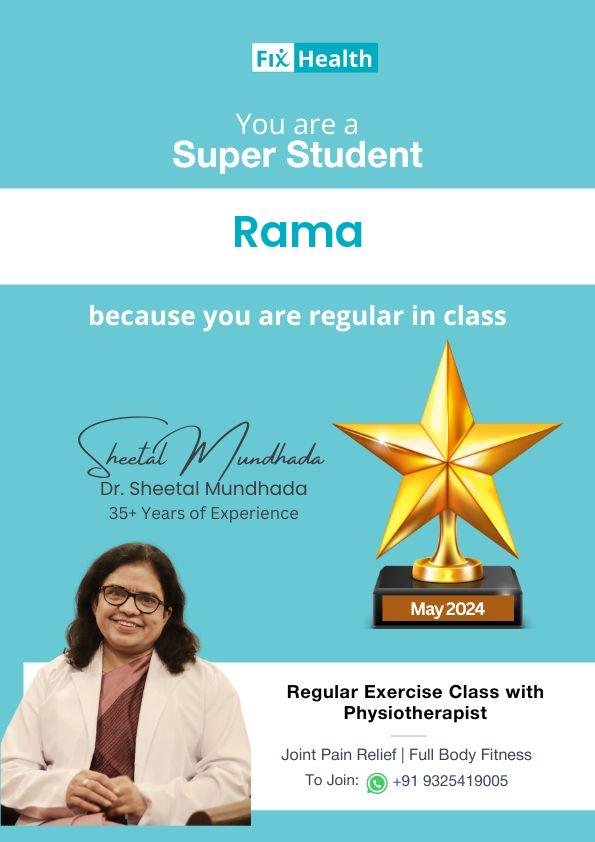 Fix Health
You are a
Super Student
Rama
because you are regular in class
Sheetal Mundhada
Dr. Sheetal Mundhada
35+ Years of Experience
May 2024
Regular Exercise Class with
Physiotherapist
Joint Pain Relief | Full Body Fitness
To Join: +91 9325419005